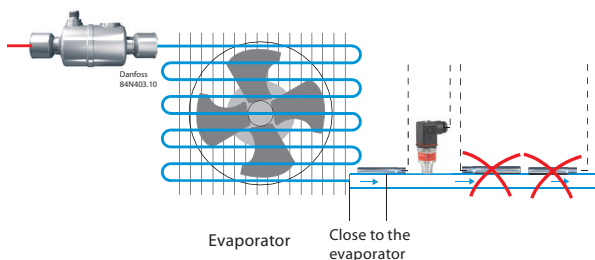 Danfoss
84N403.10
Evaporator
Close to the
evaporator